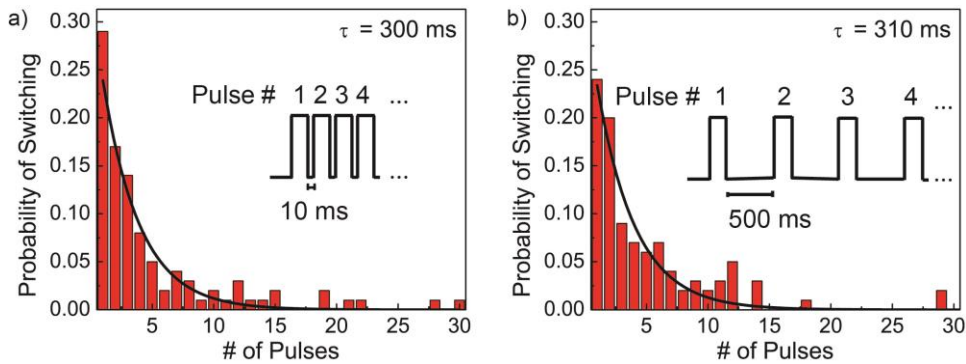 a)
τ = 300 ms
Probability of Switching
0.30
0.25
0.20
0.15
0.10
0.05
0.00
Pulse # 1 2 3 4 ...
...
10 ms
5 10 15 20 25 30
# of Pulses
b)
τ = 310 ms
Probability of Switching
0.30
0.25
0.20
0.15
0.10
0.05
0.00
Pulse # 1 2 3 4 ...
...
500 ms
5 10 15 20 25 30
# of Pulses